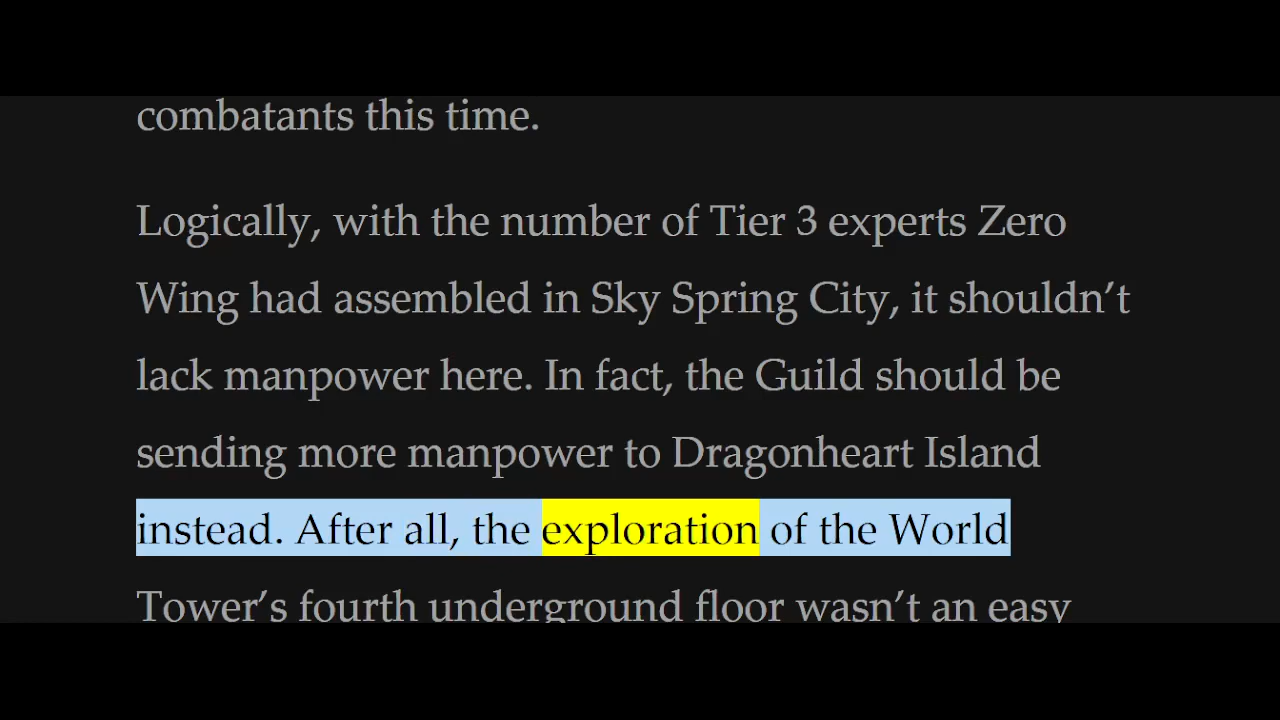 combatants this time.
Logically, with the number of Tier 3 experts Zero
Wing had assembled in Sky Spring City, it shouldn’t
lack manpower here. In fact, the Guild should be
sending more manpower to Dragonheart Island
instead. After all, the exploration of the World
Tower’s fourth underground floor wasn’t an easy